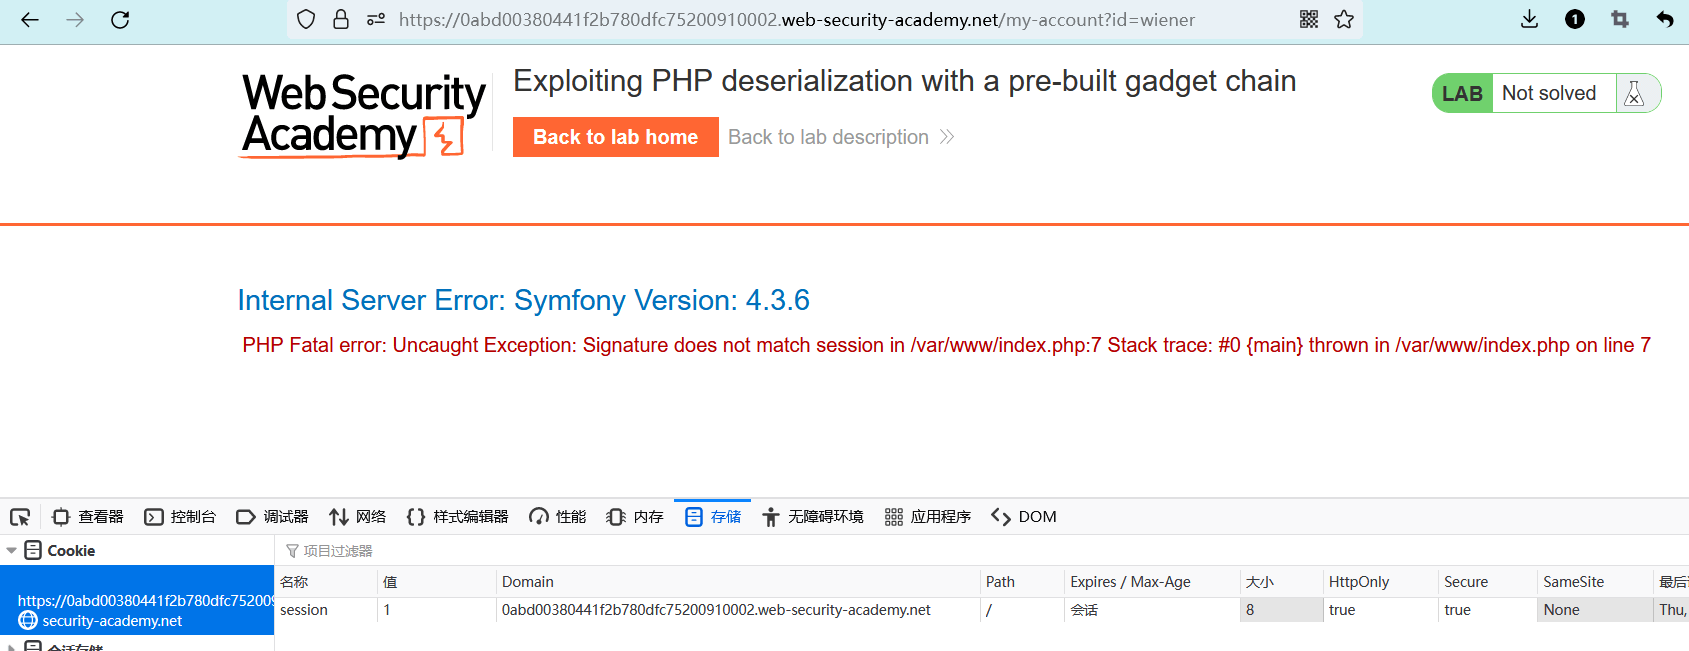 https://0abd00380441f2b780dfc75200910002.web-security-academy.net/my-account?id=wiener
1
WebSecurity
Academy
Exploiting PHP deserialization with a pre-built gadget chain
Back to lab home
Back to lab description
LAB
Not solved
Internal Server Error: Symfony Version: 4.3.6
PHP Fatal error: Uncaught Exception: Signature does not match session in /var/www/index.php:7 Stack trace: #0 {main} thrown in /var/www/index.php on line 7
查看器 控制台 调试器 网络 样式编辑器 性能 内存 存储 无障碍环境 应用程序 DOM
Cookie
项目过滤器
名称 值 Domain Path Expires / Max-Age 大小 HttpOnly Secure SameSite 最后
https://0abd00380441f2b780dfc75200
security-academy.net
session 1 0abd00380441f2b780dfc75200910002.web-security-academy.net / 会话 8 true true None Thu,